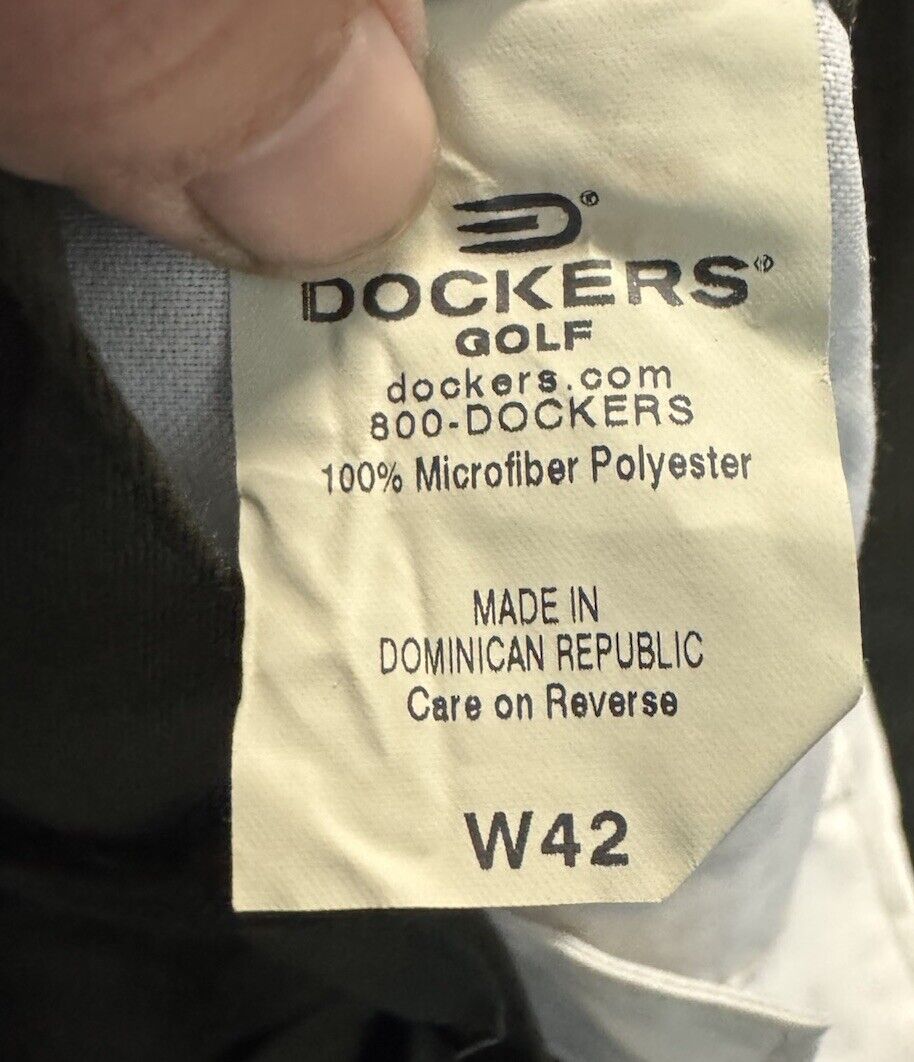 DOCKERS®
GOLF
dockers.com
800-DOCKERS
100% Microfiber Polyester
MADE IN
DOMINICAN REPUBLIC
Care on Reverse
W42